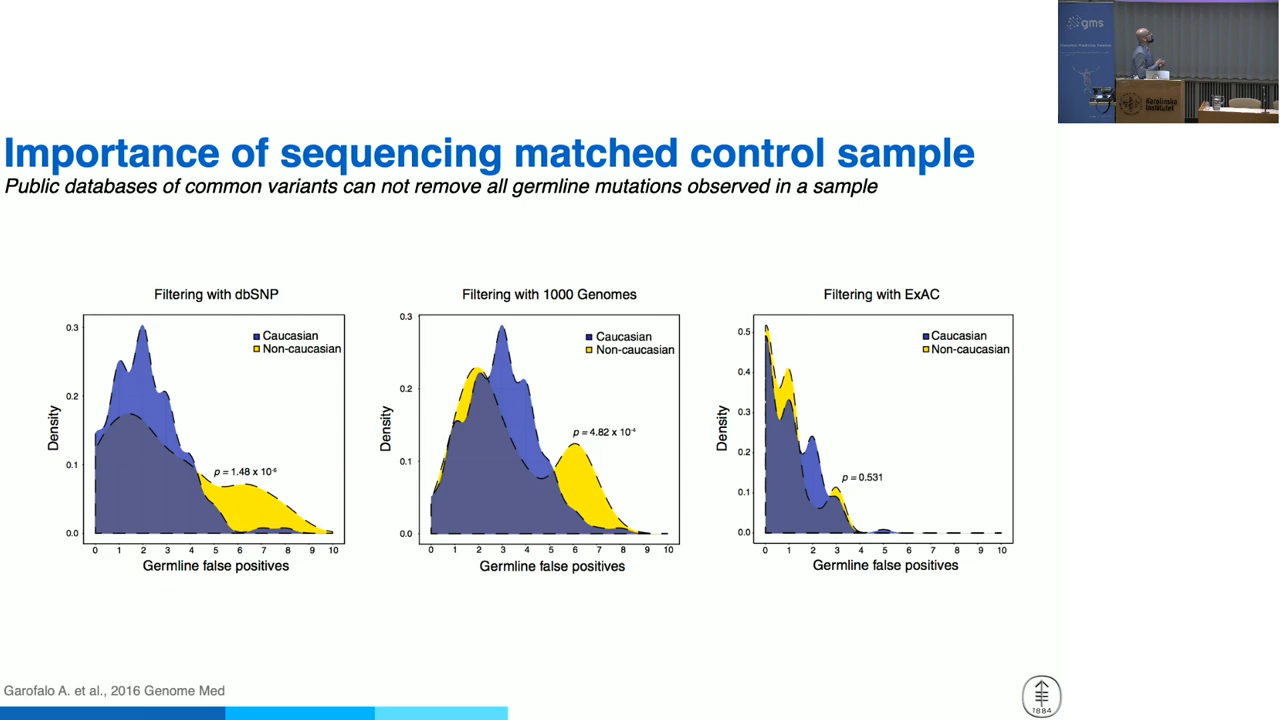 gms
Karolinska
Institutet
Importance of sequencing matched control sample
Public databases of common variants can not remove all germline mutations observed in a sample
Filtering with dbSNP
Caucasian
Non-caucasian
Density
0.3
0.2
0.1
0.0
p = 1.48 x 10⁻⁶
0 1 2 3 4 5 6 7 8 9 10
Germline false positives
Filtering with 1000 Genomes
Caucasian
Non-caucasian
Density
0.3
0.2
0.1
0.0
p = 4.82 x 10⁻⁴
0 1 2 3 4 5 6 7 8 9 10
Germline false positives
Filtering with ExAC
Caucasian
Non-caucasian
Density
0.5
0.4
0.3
0.2
0.1
0.0
p = 0.531
0 1 2 3 4 5 6 7 8 9 10
Germline false positives
Garofalo A. et al., 2016 Genome Med
1884